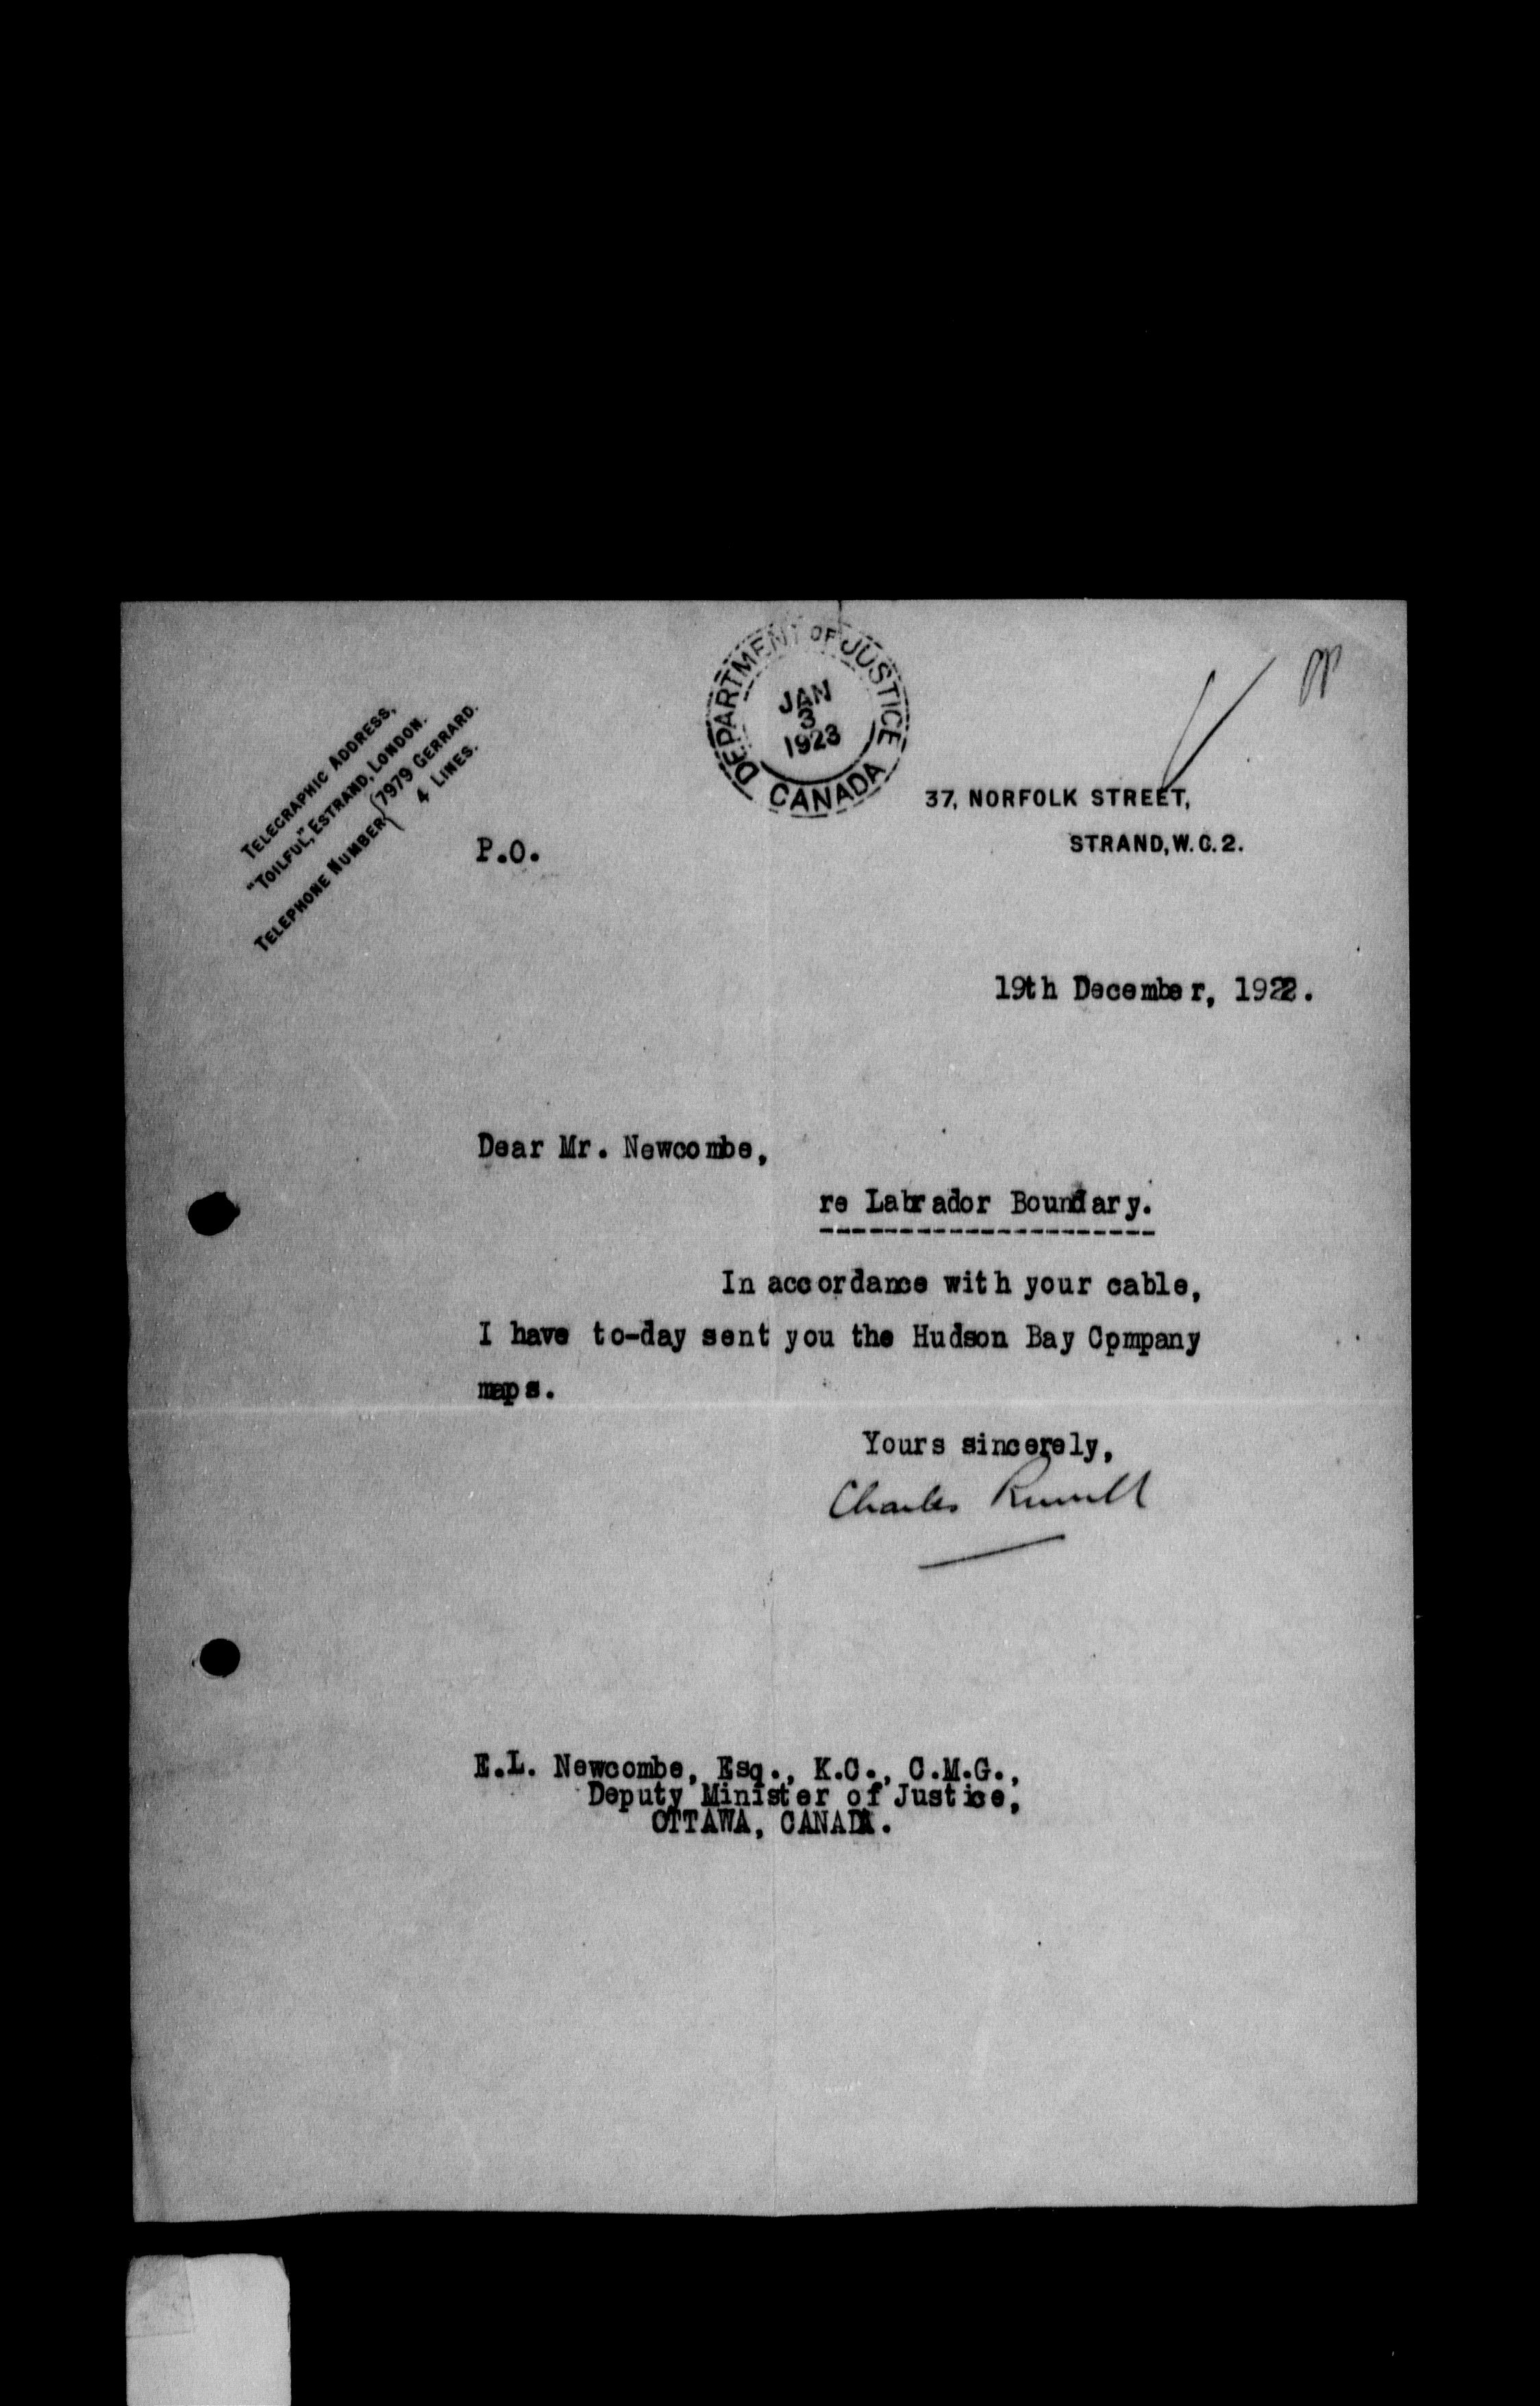 DEPARTMENT OF JUSTICE
JAN
3
1923
CANADA
TELEGRAPHIC ADDRESS,
"TOILFUL," ESTRAND, LONDON.
TELEPHONE NUMBER { 7979 GERRARD.
4 LINES.
37, NORFOLK STREET,
STRAND, W.C.2.
P.O.
19th December, 1922.
Dear Mr. Newcombe,
re Labrador Boundary.
--------------------
In accordance with your cable,
I have to-day sent you the Hudson Bay Company
maps.
Yours sincerely,
Charles Russell
E.L. Newcombe, Esq., K.C., C.M.G.,
Deputy Minister of Justice,
OTTAWA, CANADA.